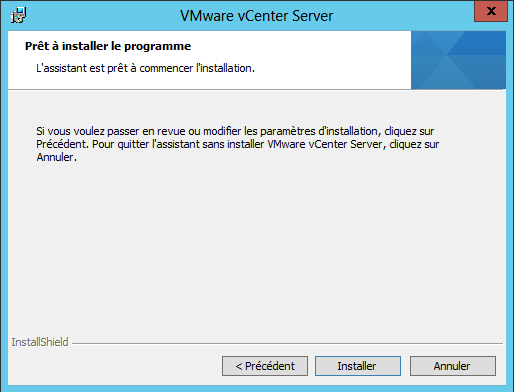 VMware vCenter Server
x
Prêt à installer le programme
L'assistant est prêt à commencer l'installation.
Si vous voulez passer en revue ou modifier les paramètres d'installation, cliquez sur
Précédent. Pour quitter l'assistant sans installer VMware vCenter Server, cliquez sur
Annuler.
InstallShield
< Précédent
Installer
Annuler